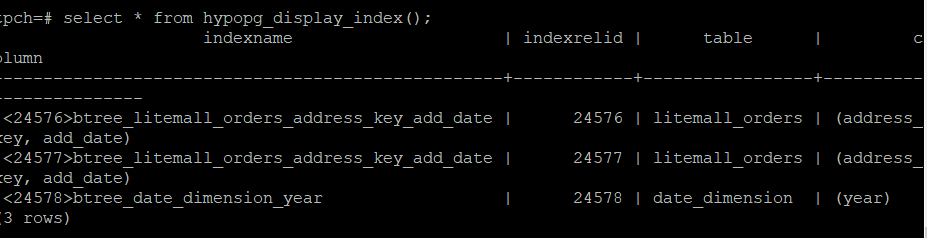 tpch=# select * from hypopg_display_index();
indexname | indexrelid | table | c
olumn
-----------------------------------------------+------------+-----------------+----------
---------------
<24576>btree_litemall_orders_address_key_add_date | 24576 | litemall_orders | (address_
key, add_date)
<24577>btree_litemall_orders_address_key_add_date | 24577 | litemall_orders | (address_
key, add_date)
<24578>btree_date_dimension_year | 24578 | date_dimension | (year)
(3 rows)